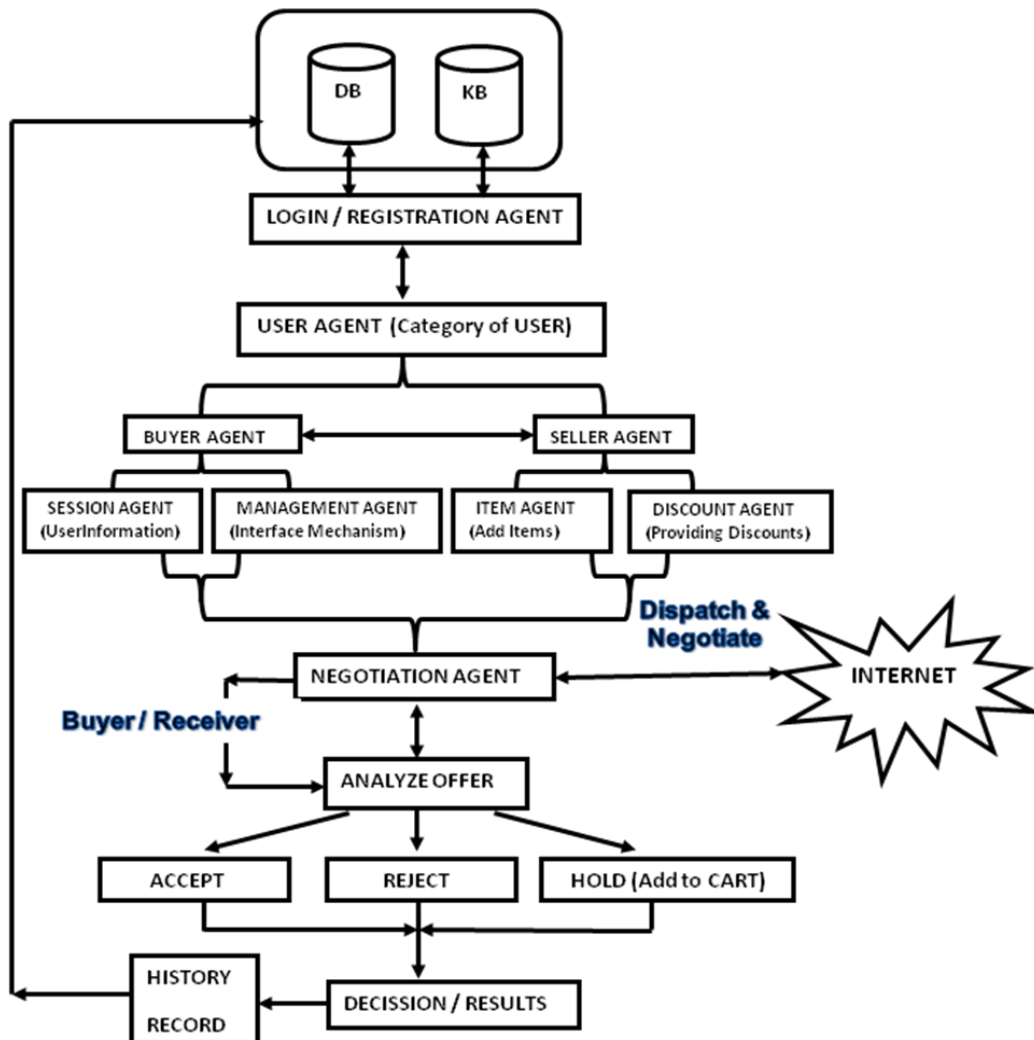 DB
KB
LOGIN / REGISTRATION AGENT
USER AGENT (Category of USER)
BUYER AGENT
SELLER AGENT
SESSION AGENT
(UserInformation)
MANAGEMENT AGENT
(Interface Mechanism)
ITEM AGENT
(Add Items)
DISCOUNT AGENT
(Providing Discounts)
Dispatch &
Negotiate
NEGOTIATION AGENT
INTERNET
Buyer / Receiver
ANALYZE OFFER
ACCEPT
REJECT
HOLD (Add to CART)
HISTORY
RECORD
DECISSION / RESULTS